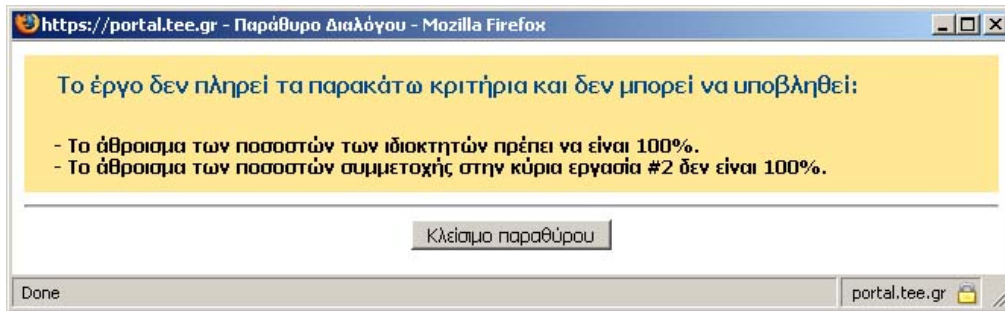 https://portal.tee.gr - Παράθυρο Διαλόγου - Mozilla Firefox
Το έργο δεν πληρεί τα παρακάτω κριτήρια και δεν μπορεί να υποβληθεί:
- Το άθροισμα των ποσοστών των ιδιοκτητών πρέπει να είναι 100%.
- Το άθροισμα των ποσοστών συμμετοχής στην κύρια εργασία #2 δεν είναι 100%.
Κλείσιμο παραθύρου
Done portal.tee.gr